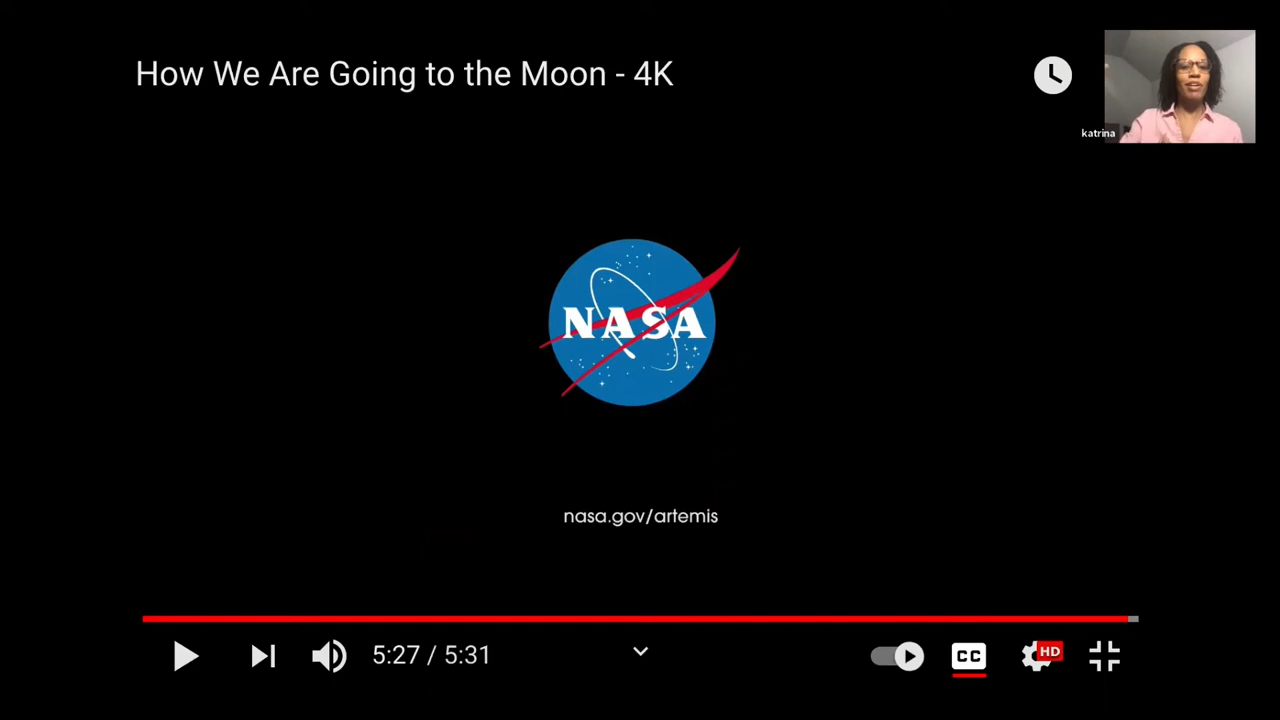 How We Are Going to the Moon - 4K
katrina
NASA
nasa.gov/artemis
5:27 / 5:31
CC
HD